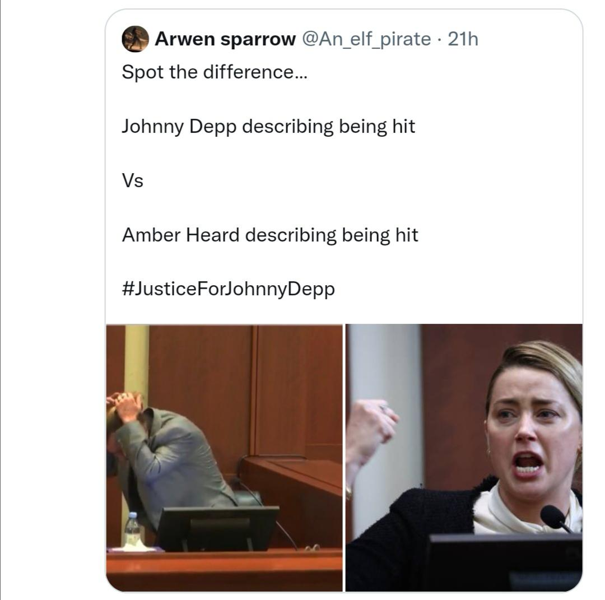 Arwen sparrow @An_elf_pirate · 21h
Spot the difference...
Johnny Depp describing being hit
Vs
Amber Heard describing being hit
#JusticeForJohnnyDepp